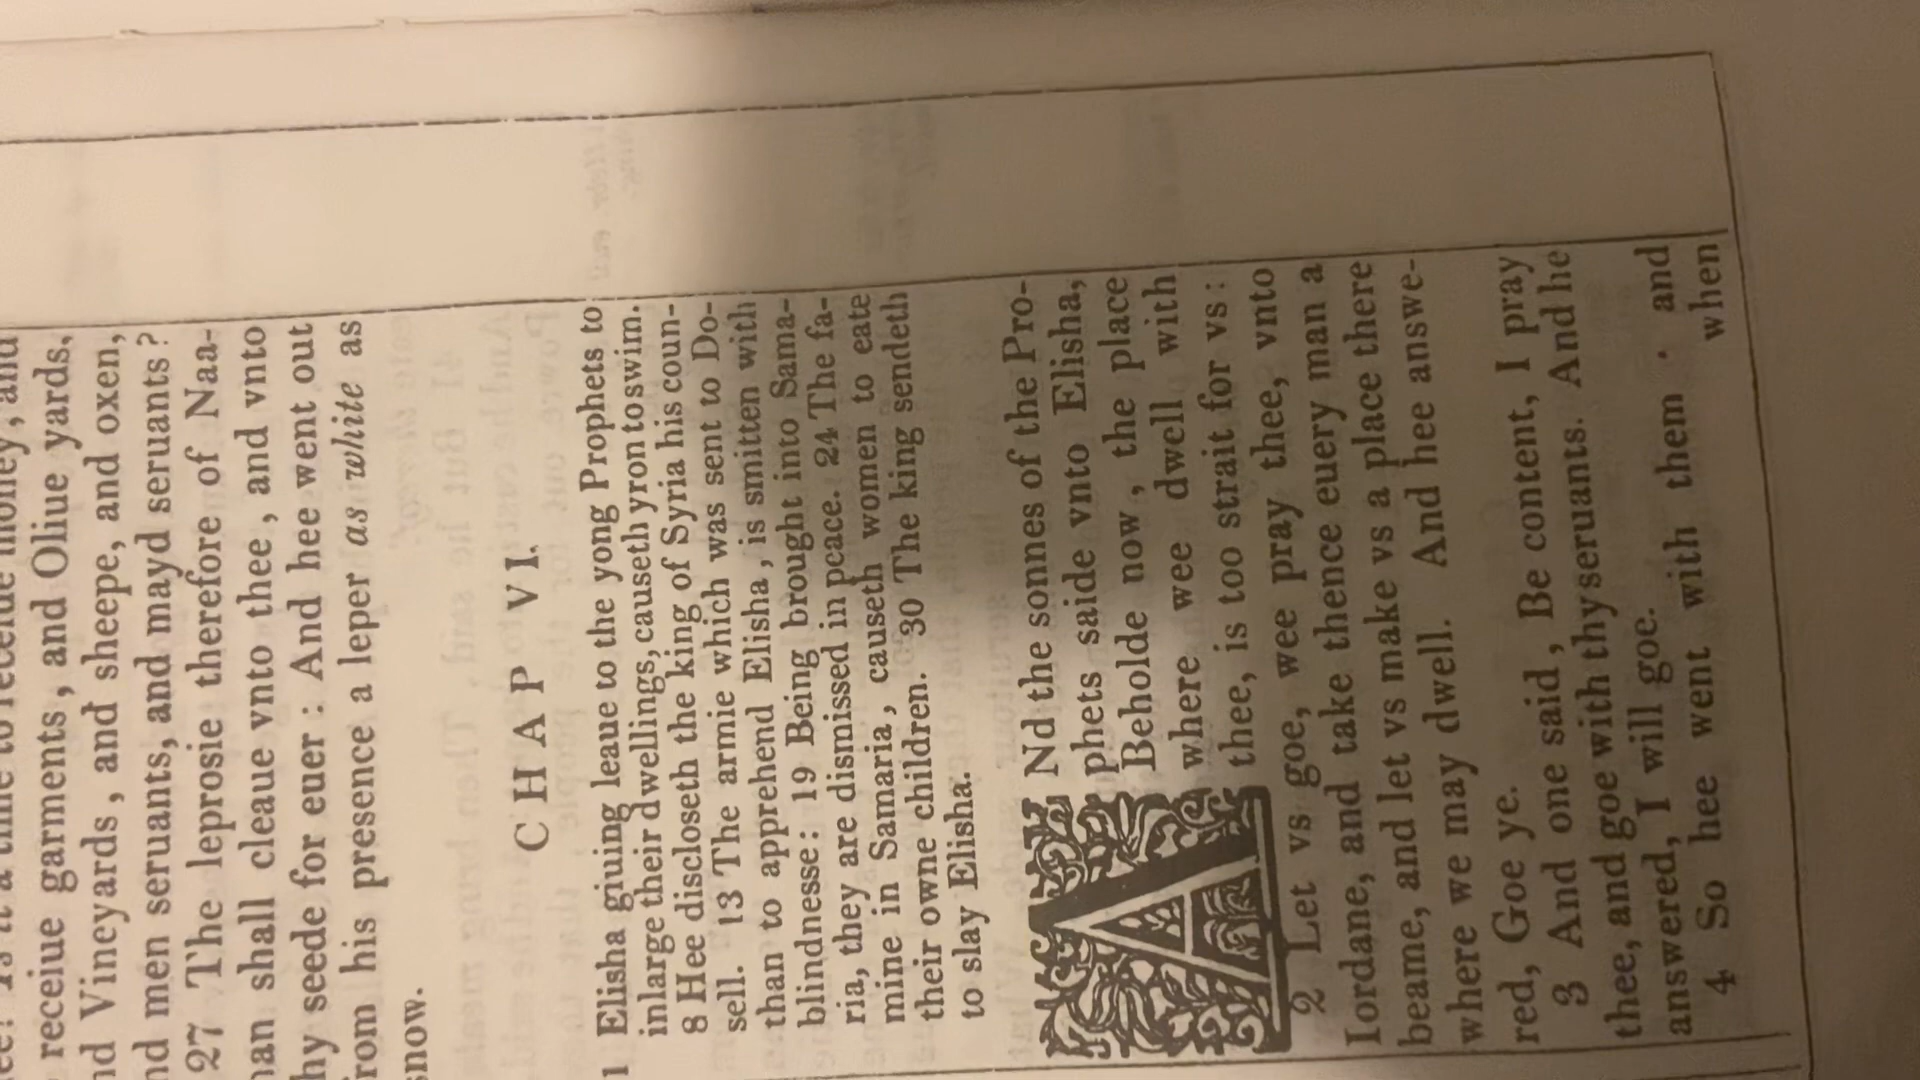 is it a time to receiue money, and
receiue garments, and Oliue yards,
Vineyards, and sheepe, and oxen,
men seruants, and mayd seruants?
27 The leprosie therefore of Naa-
shall cleaue vnto thee, and vnto
seede for euer: And hee went out
his presence a leper as white as
snow.
CHAP VI.
1 Elisha giuing leaue to the yong Prophets to
inlarge their dwellings, causeth yron to swim.
8 Hee discloseth the king of Syria his coun-
sell. 13 The armie which was sent to Do-
than to apprehend Elisha, is smitten with
blindnesse: 19 Being brought into Sama-
ria, they are dismissed in peace. 24 The fa-
mine in Samaria, causeth women to eate
their owne children. 30 The king sendeth
to slay Elisha.
ANd the sonnes of the Pro-
phets saide vnto Elisha,
Beholde now, the place
where wee dwell with
thee, is too strait for vs:
2 Let vs goe, wee pray thee, vnto
Iordane, and take thence euery man a
beame, and let vs make vs a place there
where we may dwell. And hee answe-
red, Goe ye.
3 And one said, Be content, I pray
thee, and goe with thy seruants. And he
answered, I will goe.
4 So hee went with them · and
when